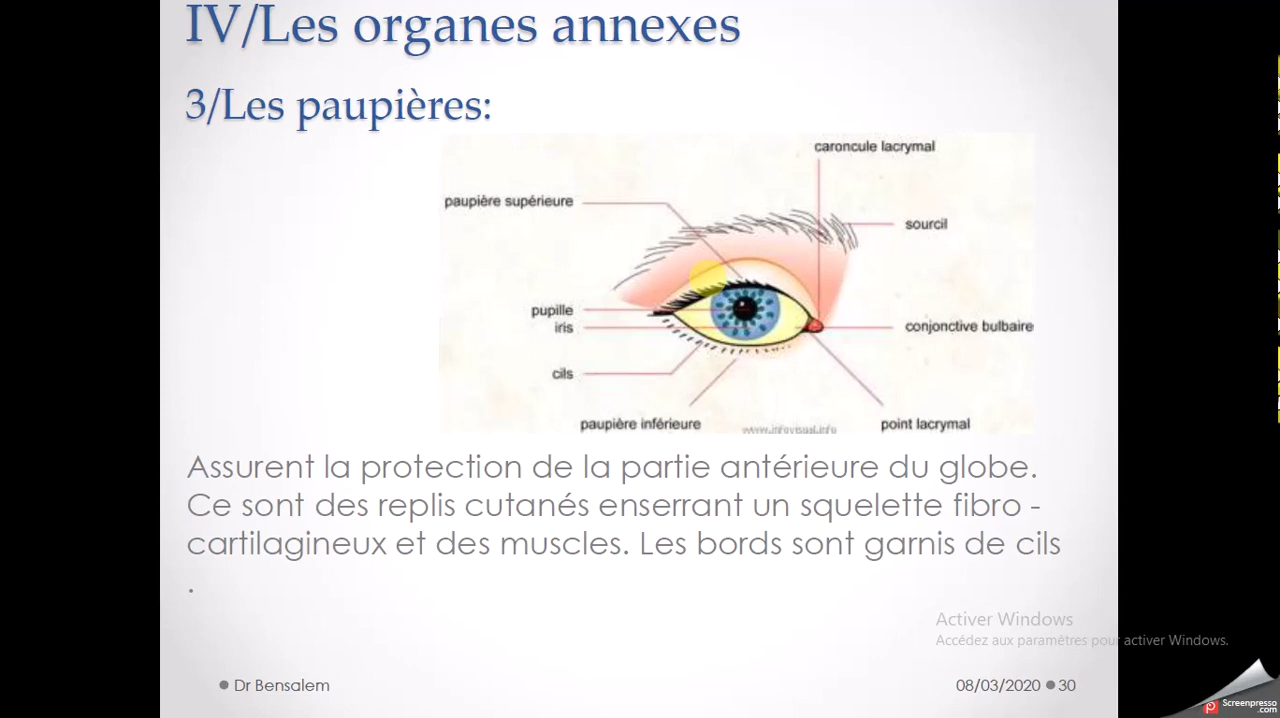 IV/Les organes annexes
3/Les paupières:
caroncule lacrymal
paupière supérieure
sourcil
pupille
iris
conjonctive bulbaire
cils
paupière inférieure
www.infovisual.info
point lacrymal
Assurent la protection de la partie antérieure du globe.
Ce sont des replis cutanés enserrant un squelette fibro -
cartilagineux et des muscles. Les bords sont garnis de cils
.
Activer Windows
Accédez aux paramètres pour activer Windows.
Dr Bensalem
08/03/2020
30
Screenpresso
.com